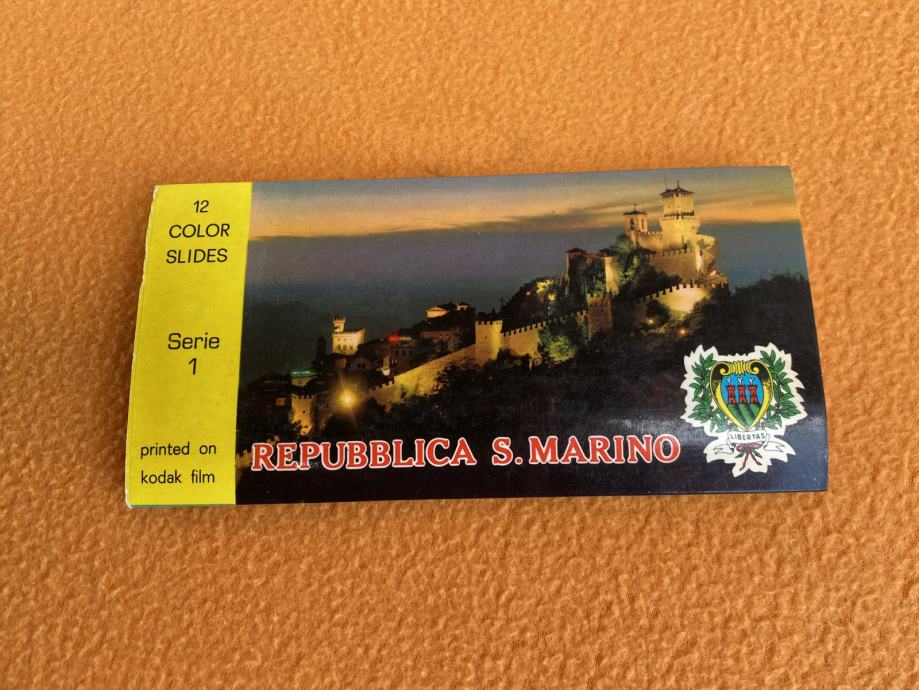 12
COLOR
SLIDES
Serie
1
printed on
kodak film
REPUBBLICA S. MARINO
LIBERTAS